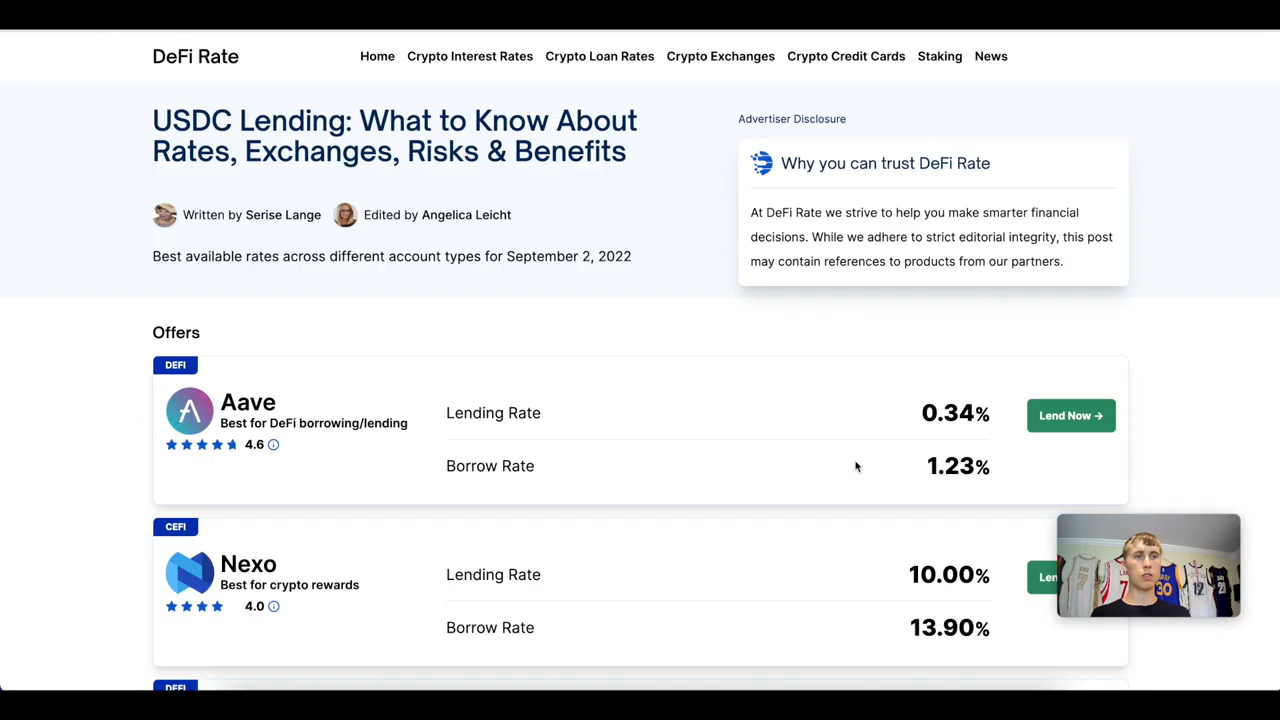 DeFi Rate
Home Crypto Interest Rates Crypto Loan Rates Crypto Exchanges Crypto Credit Cards Staking News
USDC Lending: What to Know About
Rates, Exchanges, Risks & Benefits
Written by Serise Lange Edited by Angelica Leicht
Best available rates across different account types for September 2, 2022
Advertiser Disclosure
Why you can trust DeFi Rate
At DeFi Rate we strive to help you make smarter financial
decisions. While we adhere to strict editorial integrity, this post
may contain references to products from our partners.
Offers
DEFI
Aave
Best for DeFi borrowing/lending
4.6
Lending Rate 0.34%
Borrow Rate 1.23%
Lend Now →
CEFI
Nexo
Best for crypto rewards
4.0
Lending Rate 10.00%
Borrow Rate 13.90%
Len
DEFI
30